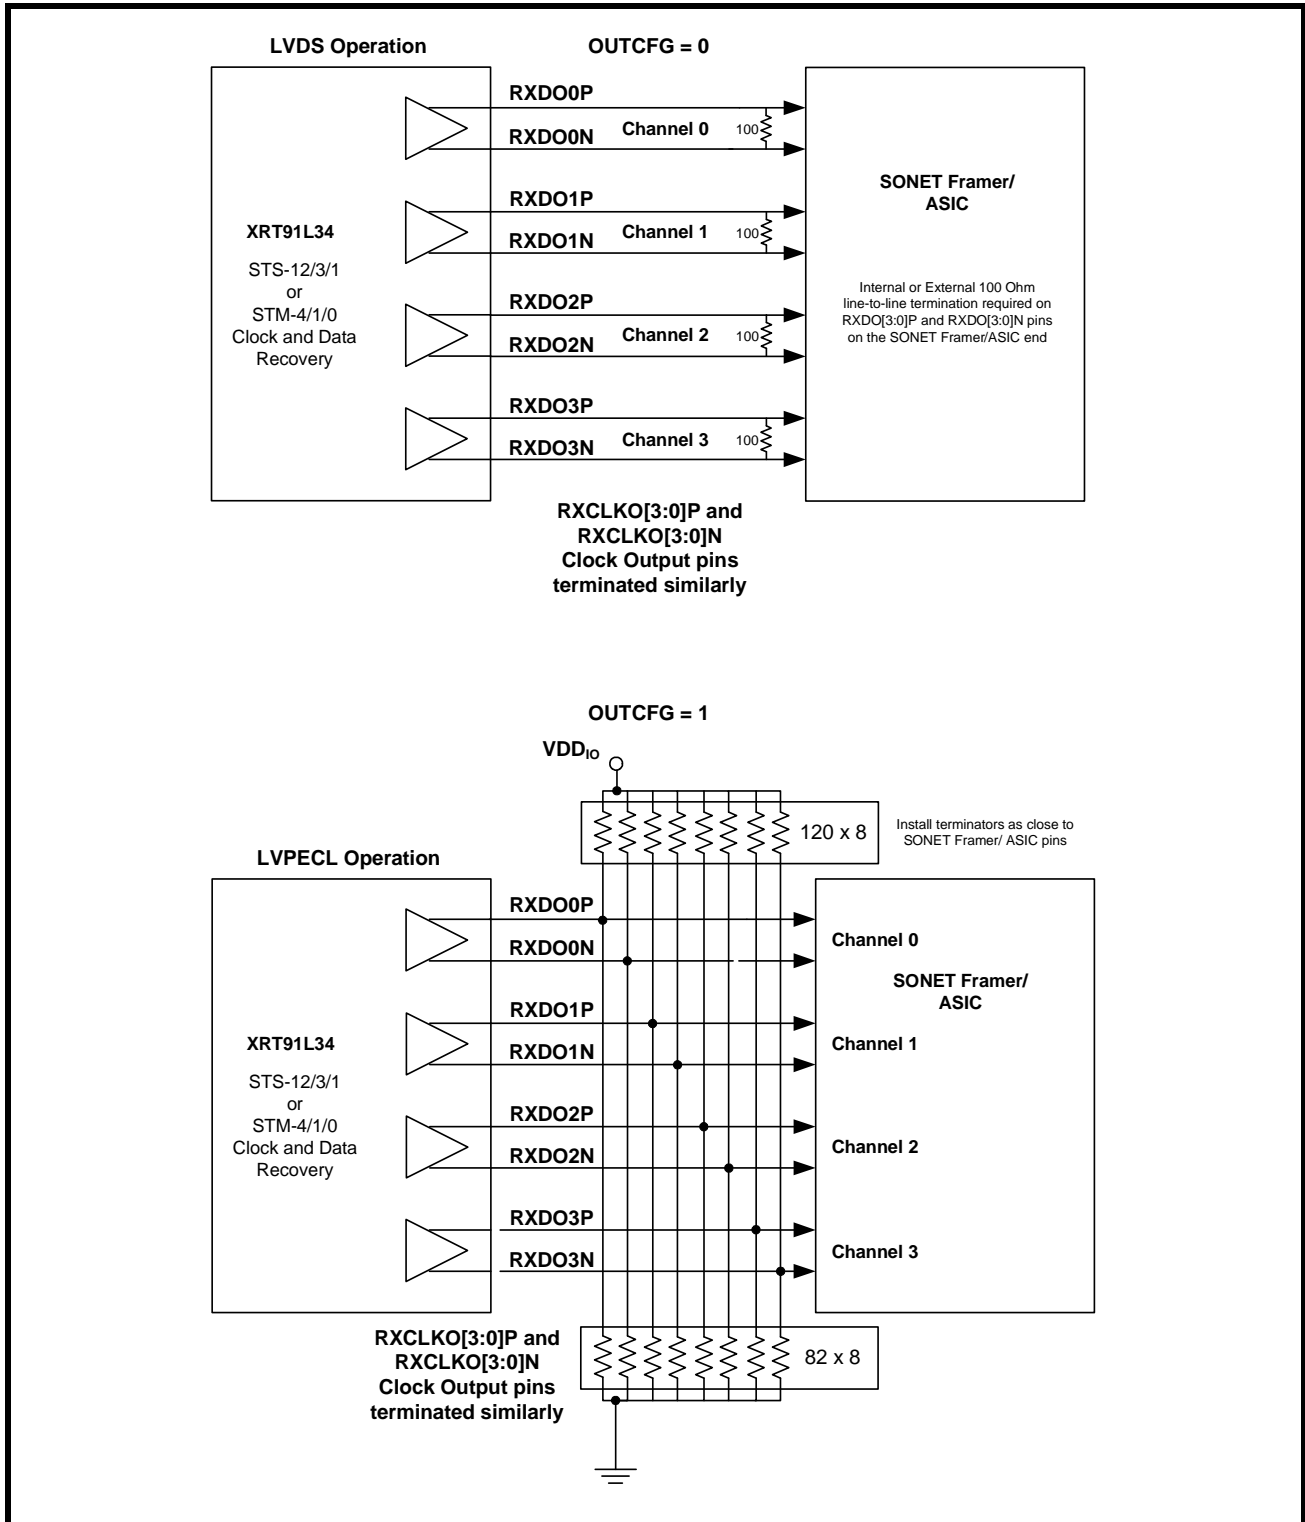 LVDS Operation
OUTCFG = 0
RXDO0P
Channel 0
100
RXDO0N
RXDO1P
Channel 1
100
RXDO1N
RXDO2P
Channel 2
100
RXDO2N
RXDO3P
Channel 3
100
RXDO3N
XRT91L34
STS-12/3/1
or
STM-4/1/0
Clock and Data
Recovery
SONET Framer/
ASIC
Internal or External 100 Ohm
line-to-line termination required on
RXDO[3:0]P and RXDO[3:0]N pins
on the SONET Framer/ASIC end
RXCLKO[3:0]P and
RXCLKO[3:0]N
Clock Output pins
terminated similarly
OUTCFG = 1
VDDIO
120 x 8
Install terminators as close to
SONET Framer/ ASIC pins
LVPECL Operation
RXDO0P
RXDO0N
Channel 0
RXDO1P
RXDO1N
Channel 1
RXDO2P
RXDO2N
Channel 2
RXDO3P
RXDO3N
Channel 3
XRT91L34
STS-12/3/1
or
STM-4/1/0
Clock and Data
Recovery
SONET Framer/
ASIC
RXCLKO[3:0]P and
RXCLKO[3:0]N
Clock Output pins
terminated similarly
82 x 8